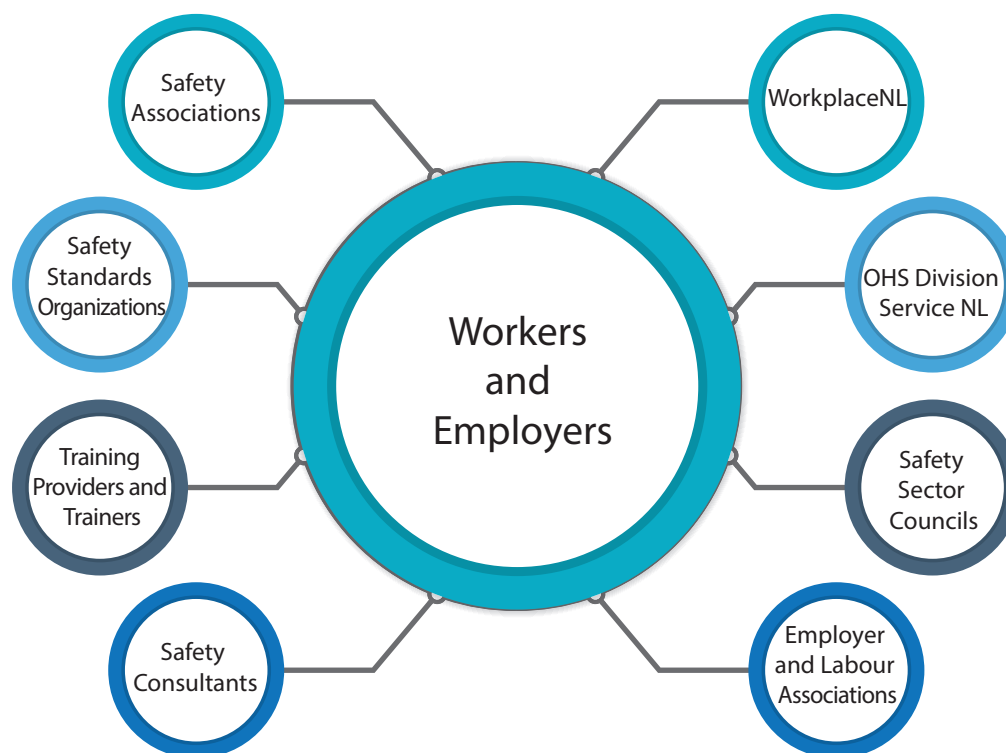 Safety
Associations
WorkplaceNL
Safety
Standards
Organizations
OHS Division
Service NL
Workers
and
Employers
Training
Providers and
Trainers
Safety
Sector
Councils
Safety
Consultants
Employer
and Labour
Associations